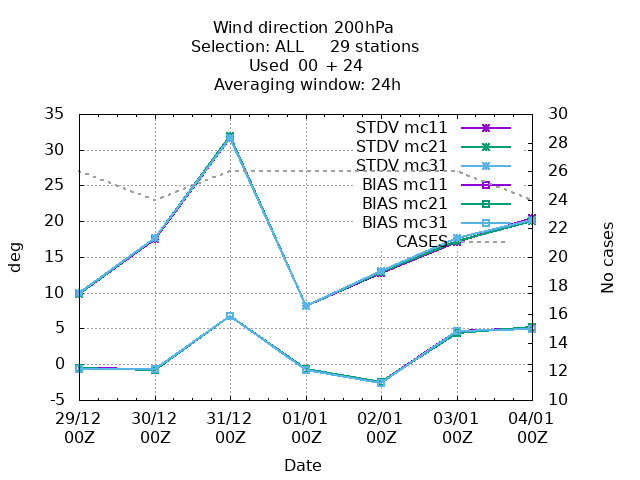 Wind direction 200hPa
Selection: ALL 29 stations
Used 00 + 24
Averaging window: 24h
35
30
25
20
15
10
5
0
-5
deg
30
28
26
24
22
20
18
16
14
12
10
No cases
STDV mc11
STDV mc21
STDV mc31
BIAS mc11
BIAS mc21
BIAS mc31
CASES
29/12 30/12 31/12 01/01 02/01 03/01 04/01
00Z 00Z 00Z 00Z 00Z 00Z 00Z
Date